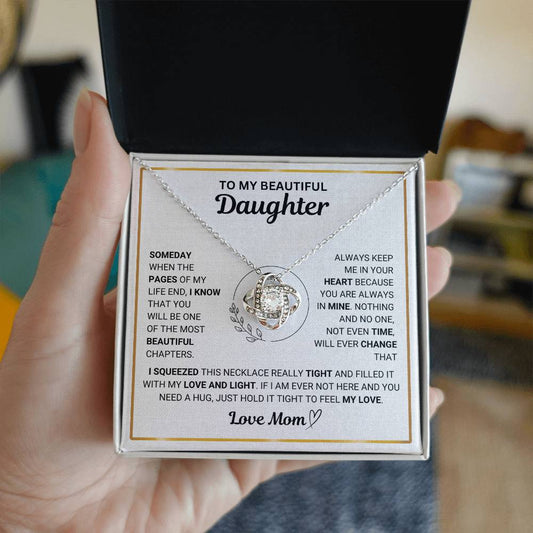 TO MY BEAUTIFUL
Daughter
SOMEDAY
WHEN THE
PAGES OF MY
LIFE END, I KNOW
THAT YOU
WILL BE ONE
OF THE MOST
BEAUTIFUL
CHAPTERS.
ALWAYS KEEP
ME IN YOUR
HEART BECAUSE
YOU ARE ALWAYS
IN MINE. NOTHING
AND NO ONE,
NOT EVEN TIME,
WILL EVER CHANGE
THAT
I SQUEEZED THIS NECKLACE REALLY TIGHT AND FILLED IT
WITH MY LOVE AND LIGHT. IF I AM EVER NOT HERE AND YOU
NEED A HUG, JUST HOLD IT TIGHT TO FEEL MY LOVE.
Love Mom